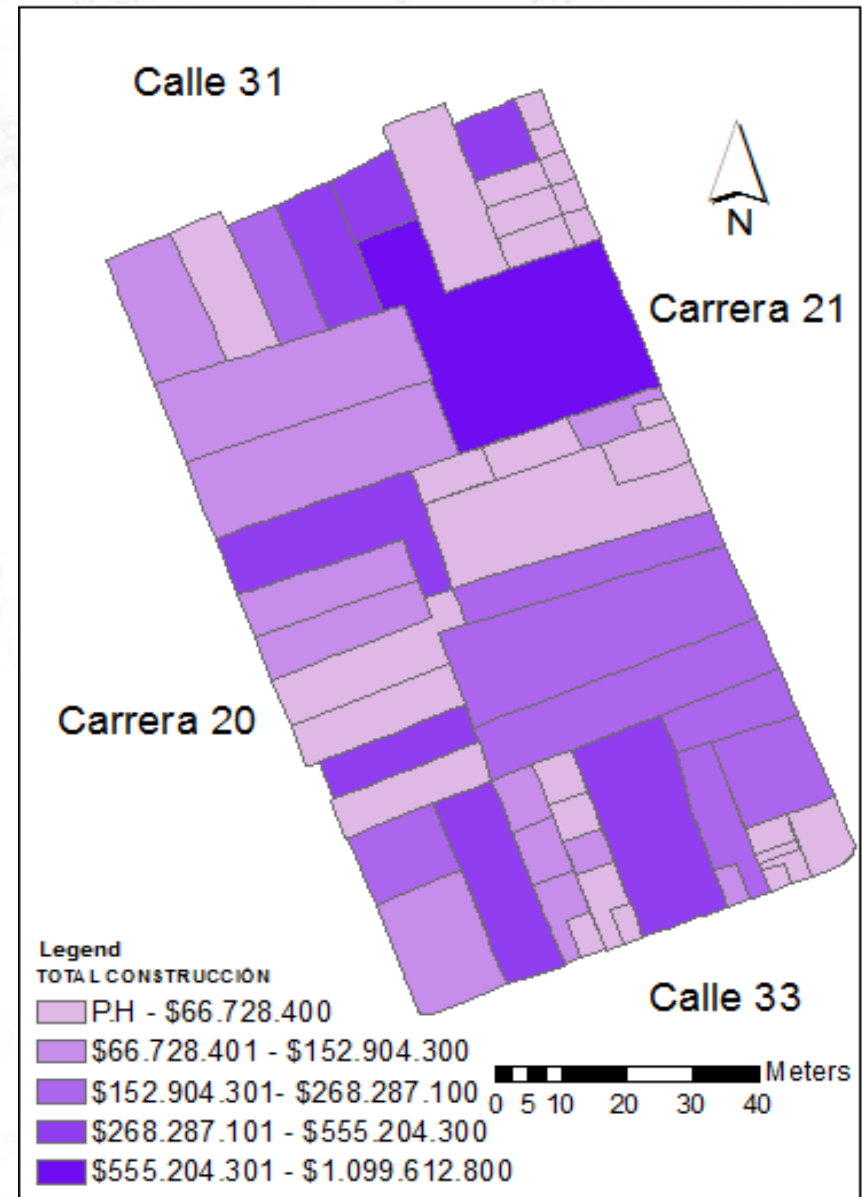 Calle 31
N
Carrera 21
Carrera 20
Calle 33
Legend
TOTAL CONSTRUCCIÓN
P.H - $66.728.400
$66.728.401 - $152.904.300
$152.904.301- $268.287.100
$268.287.101 - $555.204.300
$555.204.301 - $1.099.612.800
Meters
0 5 10 20 30 40